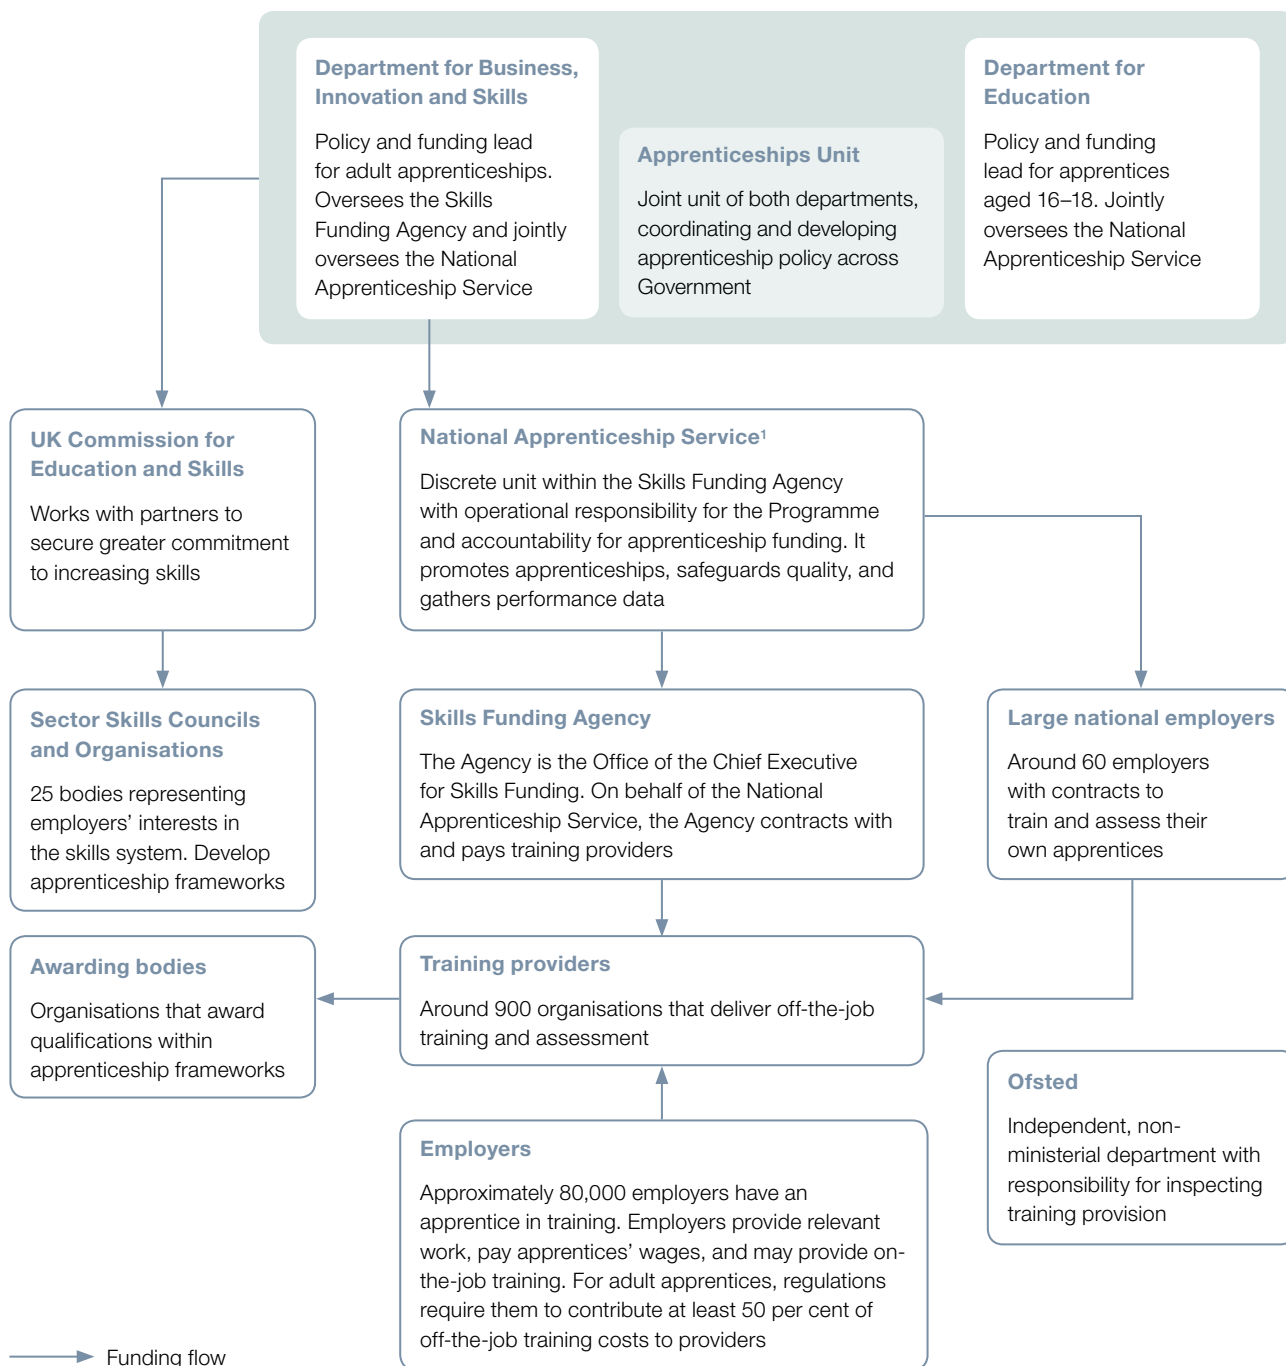 Department for Business,
Innovation and Skills
Policy and funding lead
for adult apprenticeships.
Oversees the Skills
Funding Agency and jointly
oversees the National
Apprenticeship Service
Apprenticeships Unit
Joint unit of both departments,
coordinating and developing
apprenticeship policy across
Government
Department for
Education
Policy and funding
lead for apprentices
aged 16–18. Jointly
oversees the National
Apprenticeship Service
UK Commission for
Education and Skills
Works with partners to
secure greater commitment
to increasing skills
National Apprenticeship Service¹
Discrete unit within the Skills Funding Agency
with operational responsibility for the Programme
and accountability for apprenticeship funding. It
promotes apprenticeships, safeguards quality, and
gathers performance data
Sector Skills Councils
and Organisations
25 bodies representing
employers’ interests in
the skills system. Develop
apprenticeship frameworks
Skills Funding Agency
The Agency is the Office of the Chief Executive
for Skills Funding. On behalf of the National
Apprenticeship Service, the Agency contracts with
and pays training providers
Large national employers
Around 60 employers
with contracts to
train and assess their
own apprentices
Awarding bodies
Organisations that award
qualifications within
apprenticeship frameworks
Training providers
Around 900 organisations that deliver off-the-job
training and assessment
Ofsted
Independent, non-
ministerial department with
responsibility for inspecting
training provision
Employers
Approximately 80,000 employers have an
apprentice in training. Employers provide relevant
work, pay apprentices’ wages, and may provide on-
the-job training. For adult apprentices, regulations
require them to contribute at least 50 per cent of
off-the-job training costs to providers
Funding flow